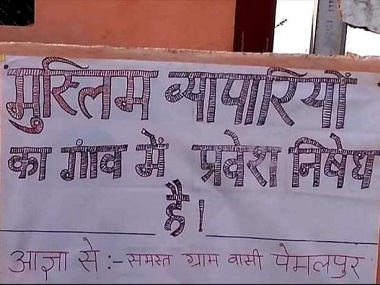 मुस्लिम व्यापारियों
का गांव में प्रवेश निषेध
है!
आज्ञा से :- समस्त ग्राम वासी पेमलपुर